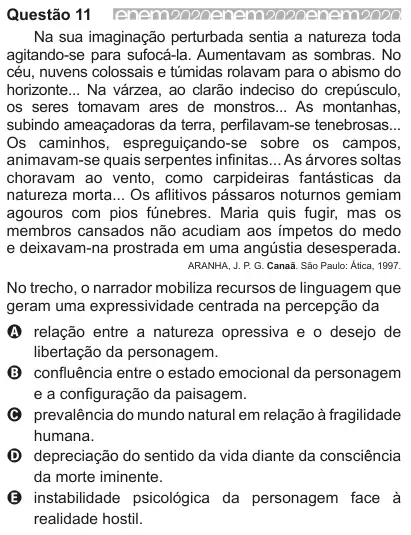 Questão 11 enem2020enem2020enem2020
Na sua imaginação perturbada sentia a natureza toda
agitando-se para sufocá-la. Aumentavam as sombras. No
céu, nuvens colossais e túmidas rolavam para o abismo do
horizonte... Na várzea, ao clarão indeciso do crepúsculo,
os seres tomavam ares de monstros... As montanhas,
subindo ameaçadoras da terra, perfilavam-se tenebrosas...
Os caminhos, espreguiçando-se sobre os campos,
animavam-se quais serpentes infinitas... As árvores soltas
choravam ao vento, como carpideiras fantásticas da
natureza morta... Os aflitivos pássaros noturnos gemiam
agouros com pios fúnebres. Maria quis fugir, mas os
membros cansados não acudiam aos ímpetos do medo
e deixavam-na prostrada em uma angústia desesperada.
ARANHA, J. P. G. Canaã. São Paulo: Ática, 1997.
No trecho, o narrador mobiliza recursos de linguagem que
geram uma expressividade centrada na percepção da
A relação entre a natureza opressiva e o desejo de
libertação da personagem.
B confluência entre o estado emocional da personagem
e a configuração da paisagem.
C prevalência do mundo natural em relação à fragilidade
humana.
D depreciação do sentido da vida diante da consciência
da morte iminente.
E instabilidade psicológica da personagem face à
realidade hostil.